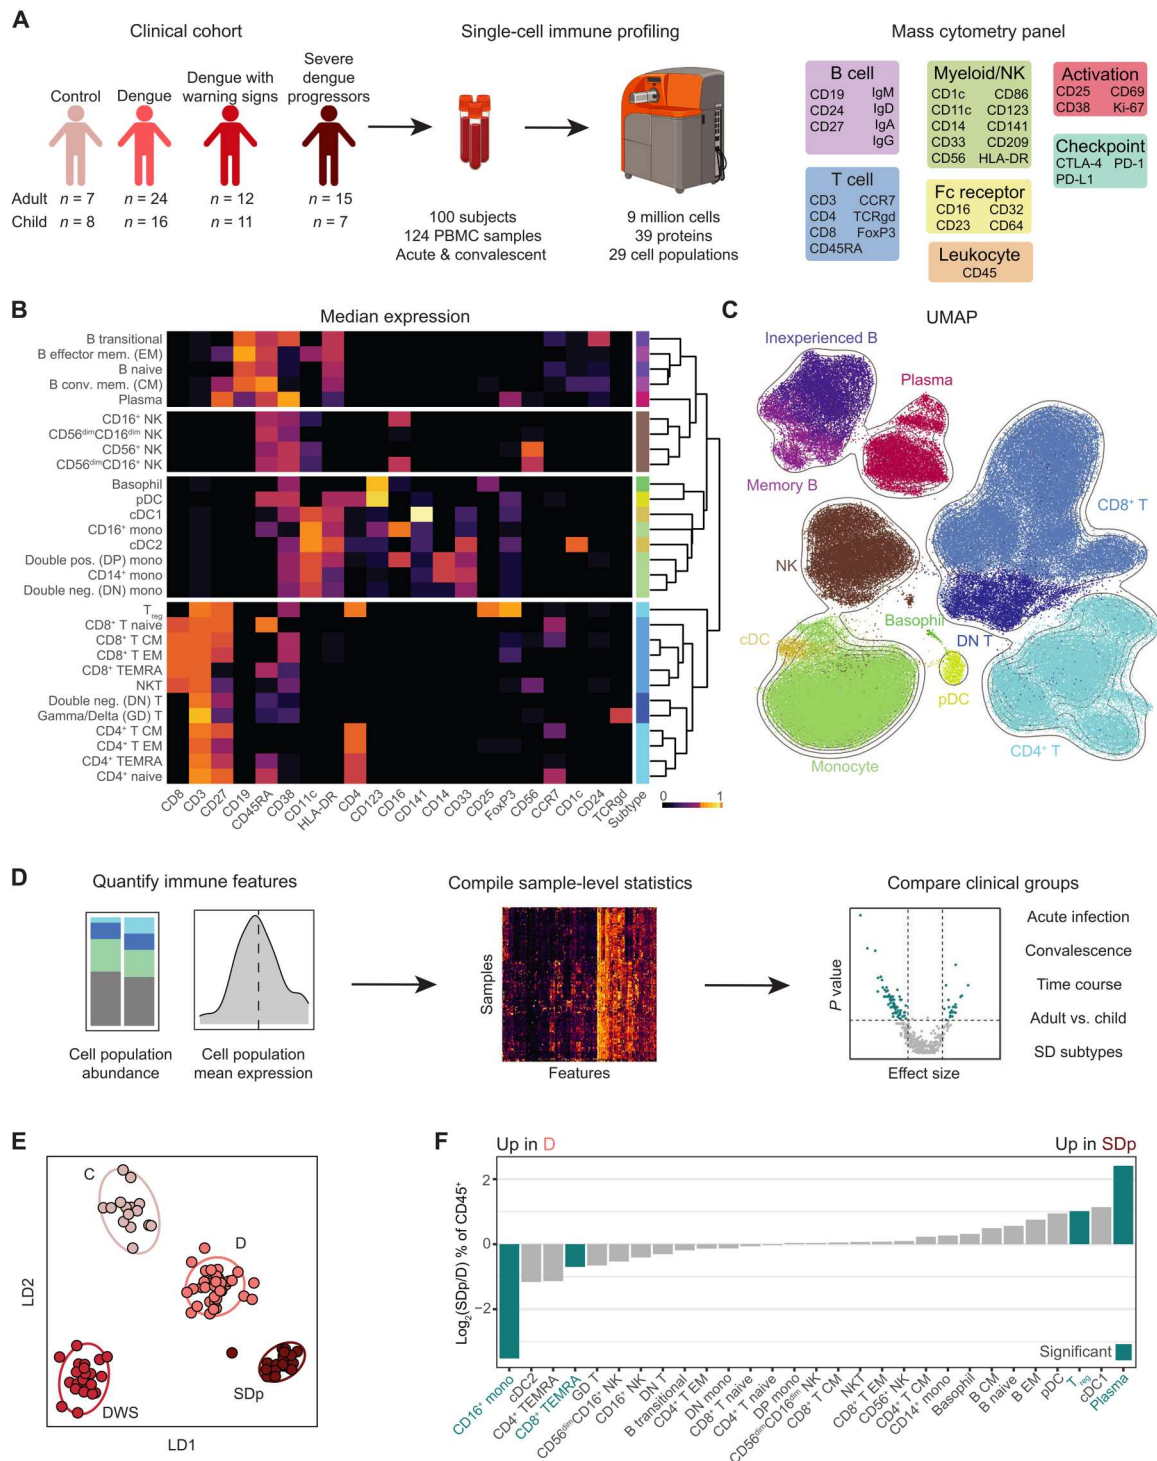 A
Clinical cohort
Single-cell immune profiling
Mass cytometry panel
Control
Dengue
Dengue with
warning signs
Severe
dengue
progressors
Adult n = 7 n = 24 n = 12 n = 15
Child n = 8 n = 16 n = 11 n = 7
100 subjects
124 PBMC samples
Acute & convalescent
9 million cells
39 proteins
29 cell populations
B cell
CD19 IgM
CD24 IgD
CD27 IgA
IgG
T cell
CD3 CCR7
CD4 TCRgd
CD8 FoxP3
CD45RA
Myeloid/NK
CD1c CD86
CD11c CD123
CD14 CD141
CD33 CD209
CD56 HLA-DR
Fc receptor
CD16 CD32
CD23 CD64
Leukocyte
CD45
Activation
CD25 CD69
CD38 Ki-67
Checkpoint
CTLA-4 PD-1
PD-L1
B
Median expression
B transitional
B effector mem. (EM)
B naive
B conv. mem. (CM)
Plasma
CD16⁺ NK
CD56ᵈⁱᵐCD16ᵈⁱᵐ NK
CD56⁺ NK
CD56ᵈⁱᵐCD16⁺ NK
Basophil
pDC
cDC1
CD16⁺ mono
cDC2
Double pos. (DP) mono
CD14⁺ mono
Double neg. (DN) mono
T reg
CD8⁺ T naive
CD8⁺ T CM
CD8⁺ T EM
CD8⁺ TEMRA
NKT
Double neg. (DN) T
Gamma/Delta (GD) T
CD4⁺ T CM
CD4⁺ T EM
CD4⁺ TEMRA
CD4⁺ naive
CD8
CD3
CD27
CD19
CD45RA
CD38
CD11c
HLA-DR
CD4
CD123
CD16
CD141
CD14
CD33
CD25
FoxP3
CD56
CCR7
CD1c
CD24
TCRgd
Subtype
0 1
C
UMAP
Inexperienced B
Plasma
Memory B
CD8⁺ T
NK
Basophil
cDC
DN T
pDC
CD4⁺ T
Monocyte
D
Quantify immune features
Compile sample-level statistics
Compare clinical groups
Cell population
abundance
Cell population
mean expression
Samples
Features
P value
Effect size
Acute infection
Convalescence
Time course
Adult vs. child
SD subtypes
E
C
D
DWS
SDp
LD2
LD1
F
Up in D
Up in SDp
Log₂(SDp/D) % of CD45⁺
2
0
−2
Significant
CD16⁺ mono
cDC2
CD4⁺ TEMRA
CD8⁺ TEMRA
GD T
CD56ᵈⁱᵐCD16⁺ NK
CD16⁺ NK
DN T
B transitional
CD4⁺ T EM
DN mono
CD8⁺ T naive
CD4⁺ T naive
DP mono
CD56ᵈⁱᵐCD16ᵈⁱᵐ NK
CD8⁺ T CM
NKT
CD8⁺ T EM
CD56⁺ NK
CD4⁺ T CM
CD14⁺ mono
Basophil
B CM
B naive
B EM
pDC
T reg
cDC1
Plasma